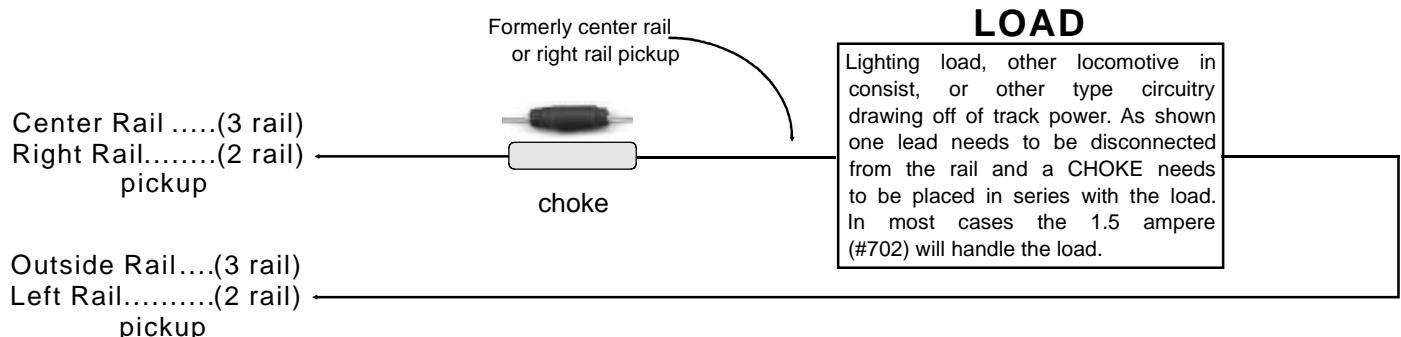 Formerly center rail
or right rail pickup
LOAD
Lighting load, other locomotive in
consist, or other type circuitry
drawing off of track power. As shown
one lead needs to be disconnected
from the rail and a CHOKE needs
to be placed in series with the load.
In most cases the 1.5 ampere
(#702) will handle the load.
Center Rail .....(3 rail)
Right Rail........(2 rail)
pickup
choke
Outside Rail....(3 rail)
Left Rail..........(2 rail)
pickup